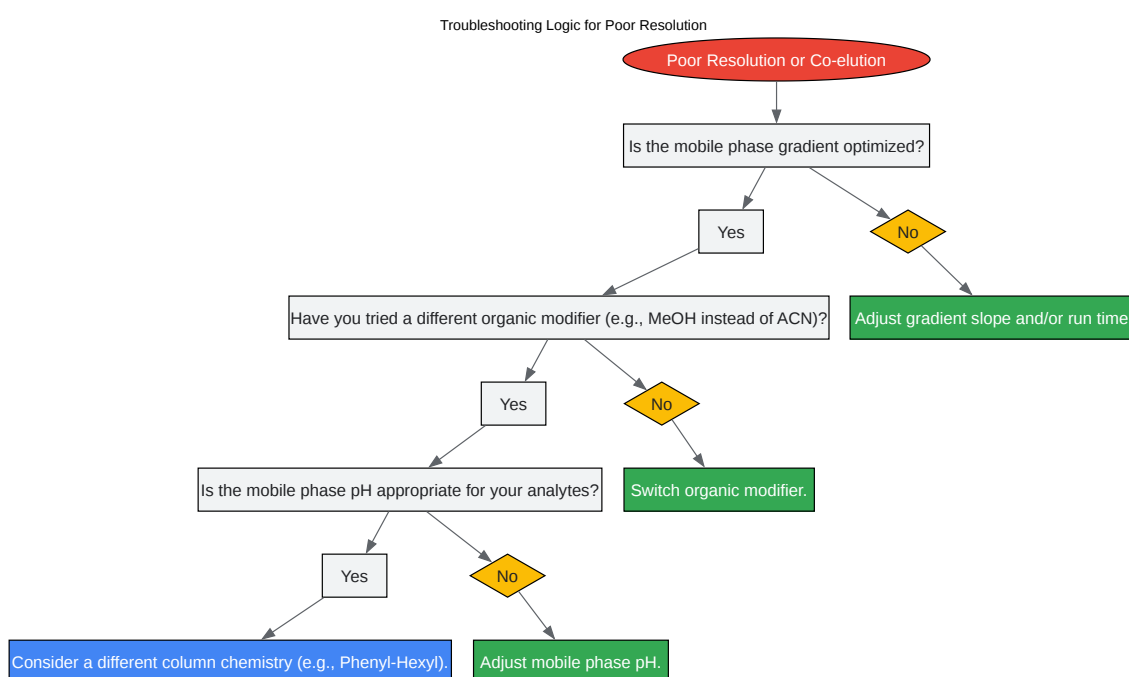 Troubleshooting Logic for Poor Resolution
Poor Resolution or Co-elution
Is the mobile phase gradient optimized?
Yes
No
Have you tried a different organic modifier (e.g., MeOH instead of ACN)?
Adjust gradient slope and/or run time
Yes
No
Is the mobile phase pH appropriate for your analytes?
Switch organic modifier.
Yes
No
Consider a different column chemistry (e.g., Phenyl-Hexyl).
Adjust mobile phase pH.